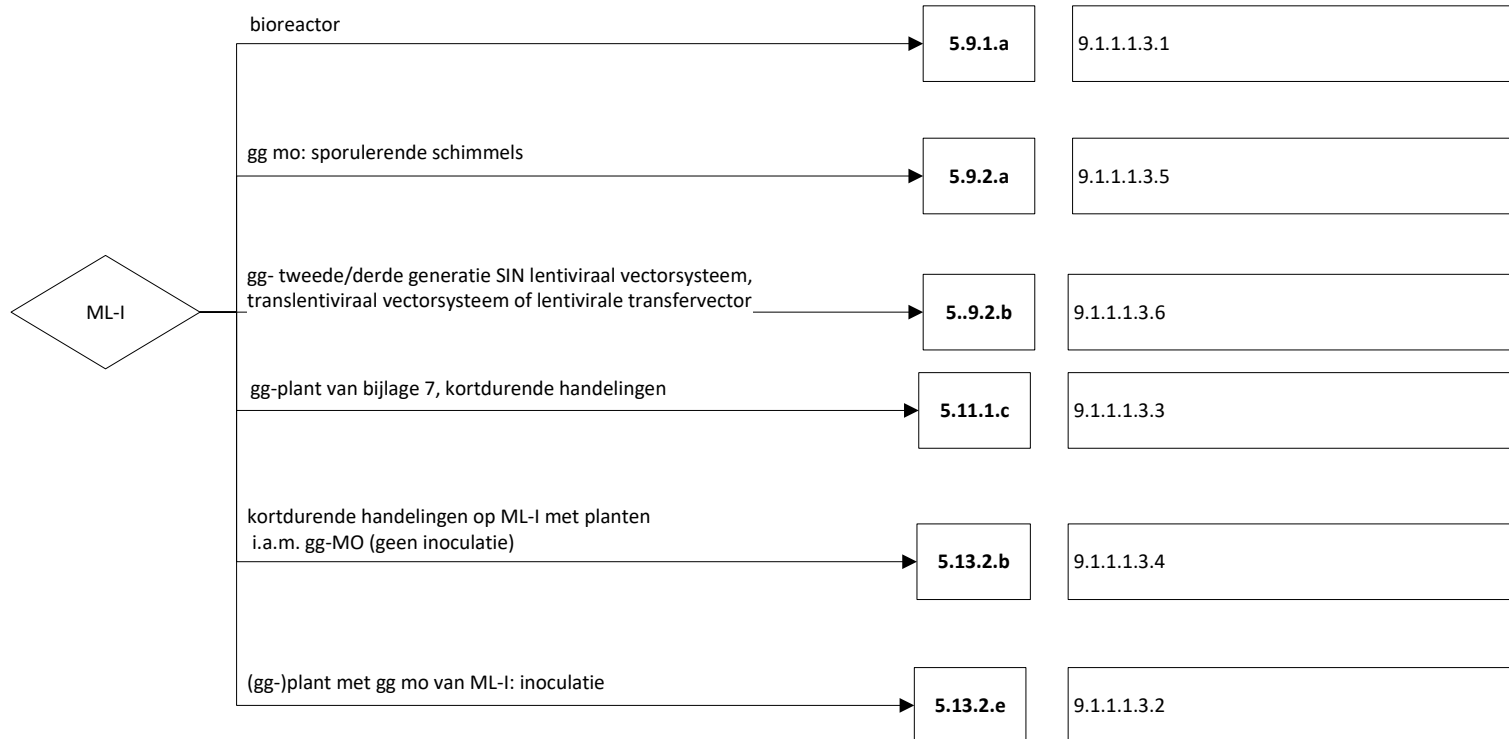 bioreactor
5.9.1.a
9.1.1.1.3.1
gg mo: sporulerende schimmels
5.9.2.a
9.1.1.1.3.5
ML-I
gg- tweede/derde generatie SIN lentiviraal vectorsysteem,
translentiviraal vectorsysteem of lentivirale transfervector
5..9.2.b
9.1.1.1.3.6
gg-plant van bijlage 7, kortdurende handelingen
5.11.1.c
9.1.1.1.3.3
kortdurende handelingen op ML-I met planten
i.a.m. gg-MO (geen inoculatie)
5.13.2.b
9.1.1.1.3.4
(gg-)plant met gg mo van ML-I: inoculatie
5.13.2.e
9.1.1.1.3.2